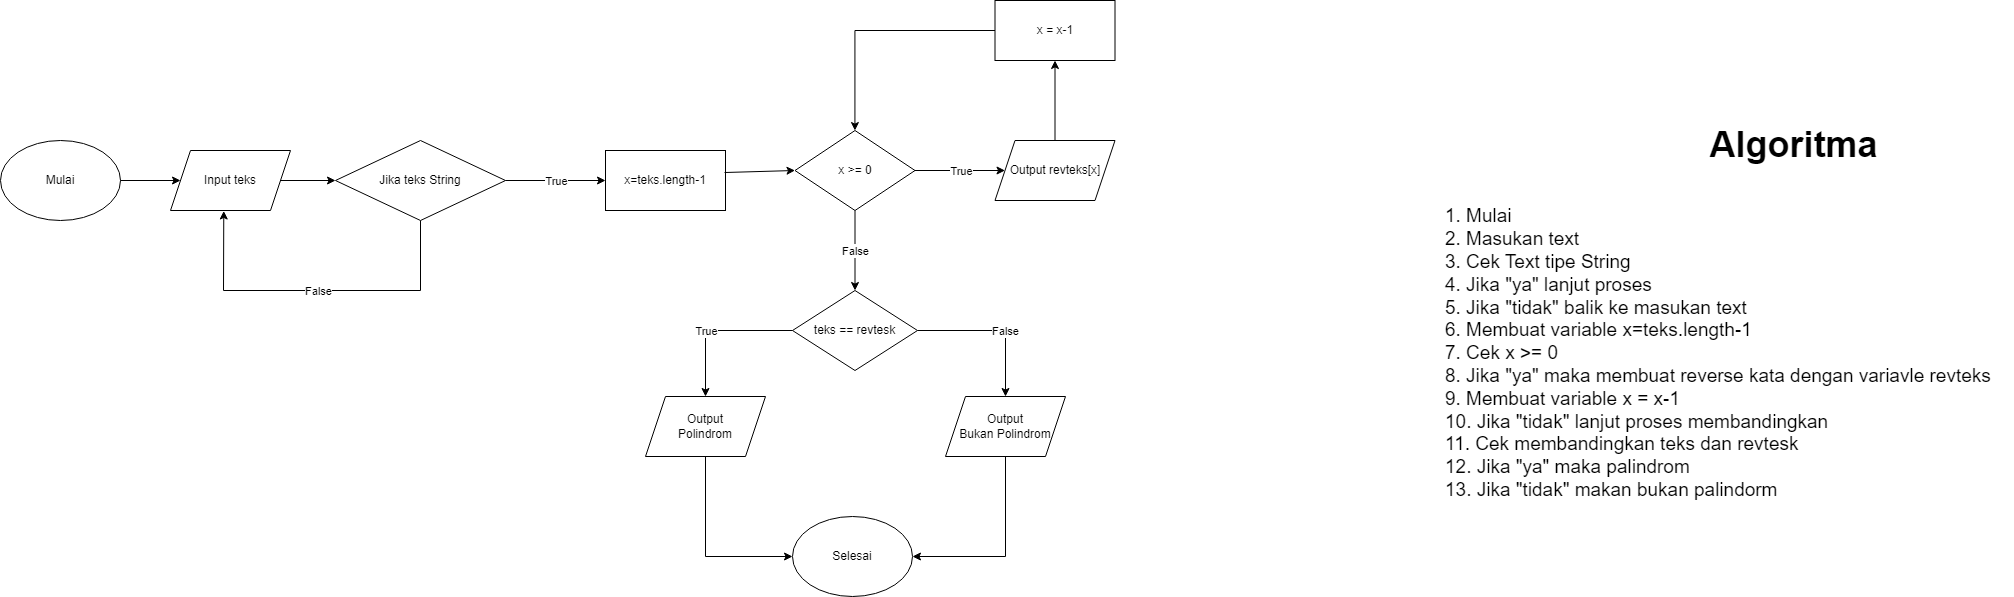 Mulai
Input teks
Jika teks String
True
False
x=teks.length-1
x >= 0
True
Output revteks[x]
x = x-1
False
teks == revtesk
True
False
Output
Polindrom
Output
Bukan Polindrom
Selesai
Algoritma
1. Mulai
2. Masukan text
3. Cek Text tipe String
4. Jika "ya" lanjut proses
5. Jika "tidak" balik ke masukan text
6. Membuat variable x=teks.length-1
7. Cek x >= 0
8. Jika "ya" maka membuat reverse kata dengan variavle revteks
9. Membuat variable x = x-1
10. Jika "tidak" lanjut proses membandingkan
11. Cek membandingkan teks dan revtesk
12. Jika "ya" maka palindrom
13. Jika "tidak" makan bukan palindorm